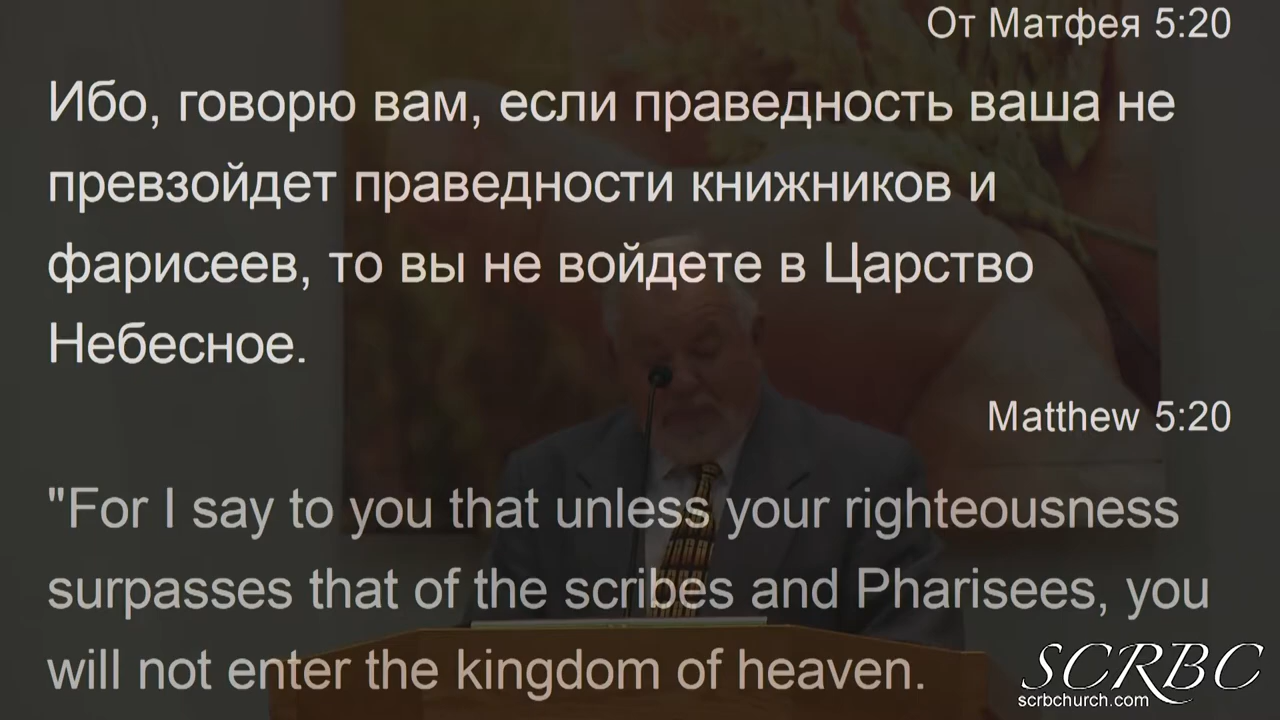 От Матфея 5:20
Ибо, говорю вам, если праведность ваша не
превзойдет праведности книжников и
фарисеев, то вы не войдете в Царство
Небесное.
Matthew 5:20
"For I say to you that unless your righteousness
surpasses that of the scribes and Pharisees, you
will not enter the kingdom of heaven.
SCRBC
scrbchurch.com